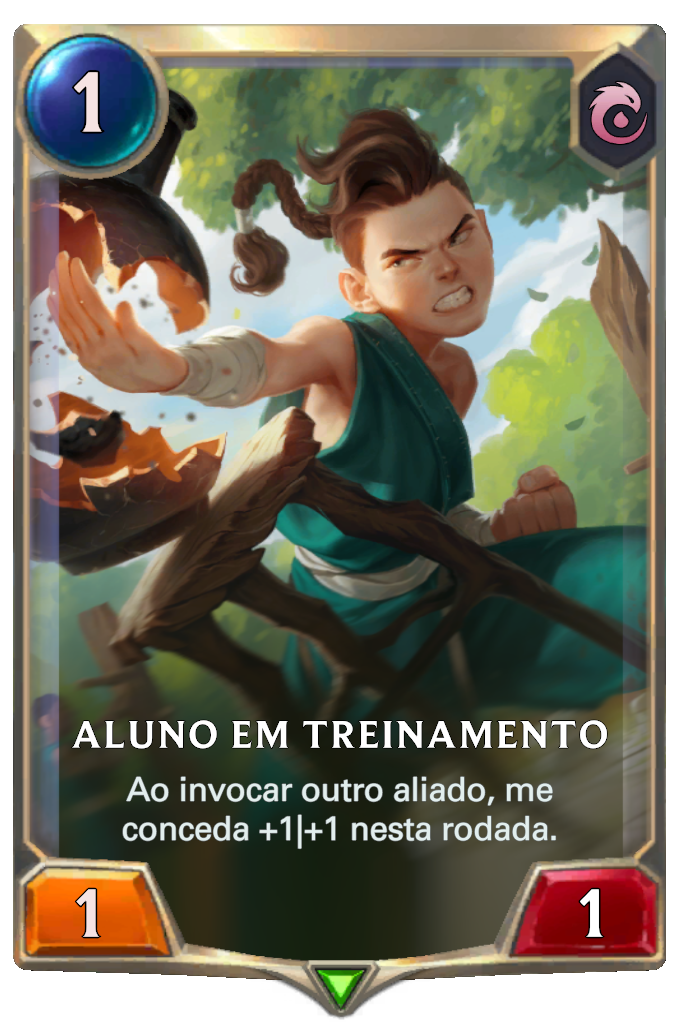 1
ALUNO EM TREINAMENTO
Ao invocar outro aliado, me
conceda +1|+1 nesta rodada.
1
1